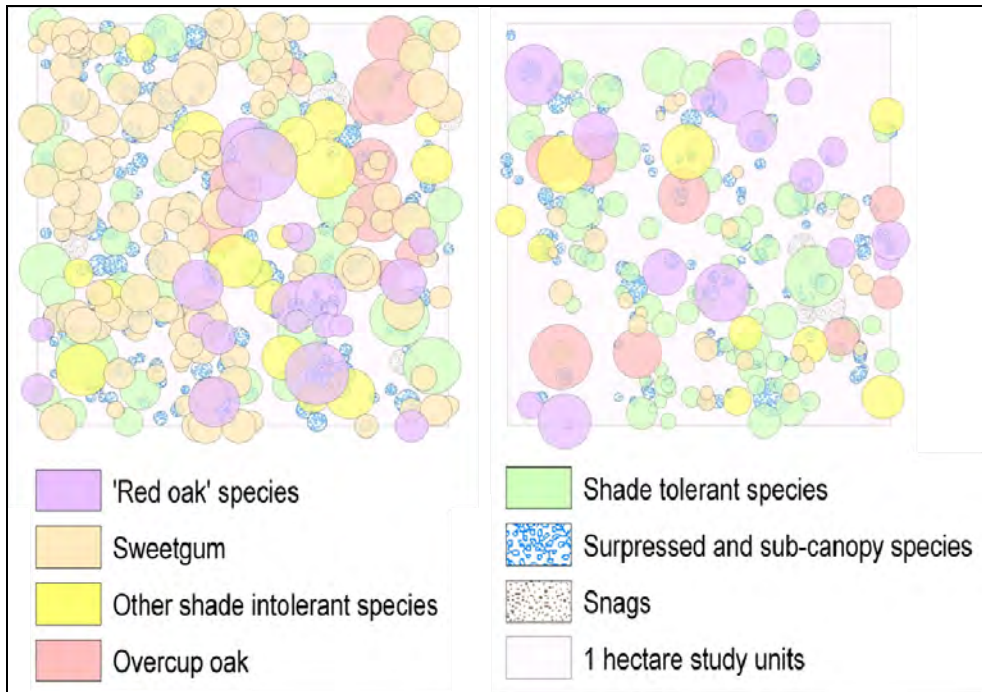 'Red oak' species
Sweetgum
Other shade intolerant species
Overcup oak
Shade tolerant species
Surpressed and sub-canopy species
Snags
1 hectare study units